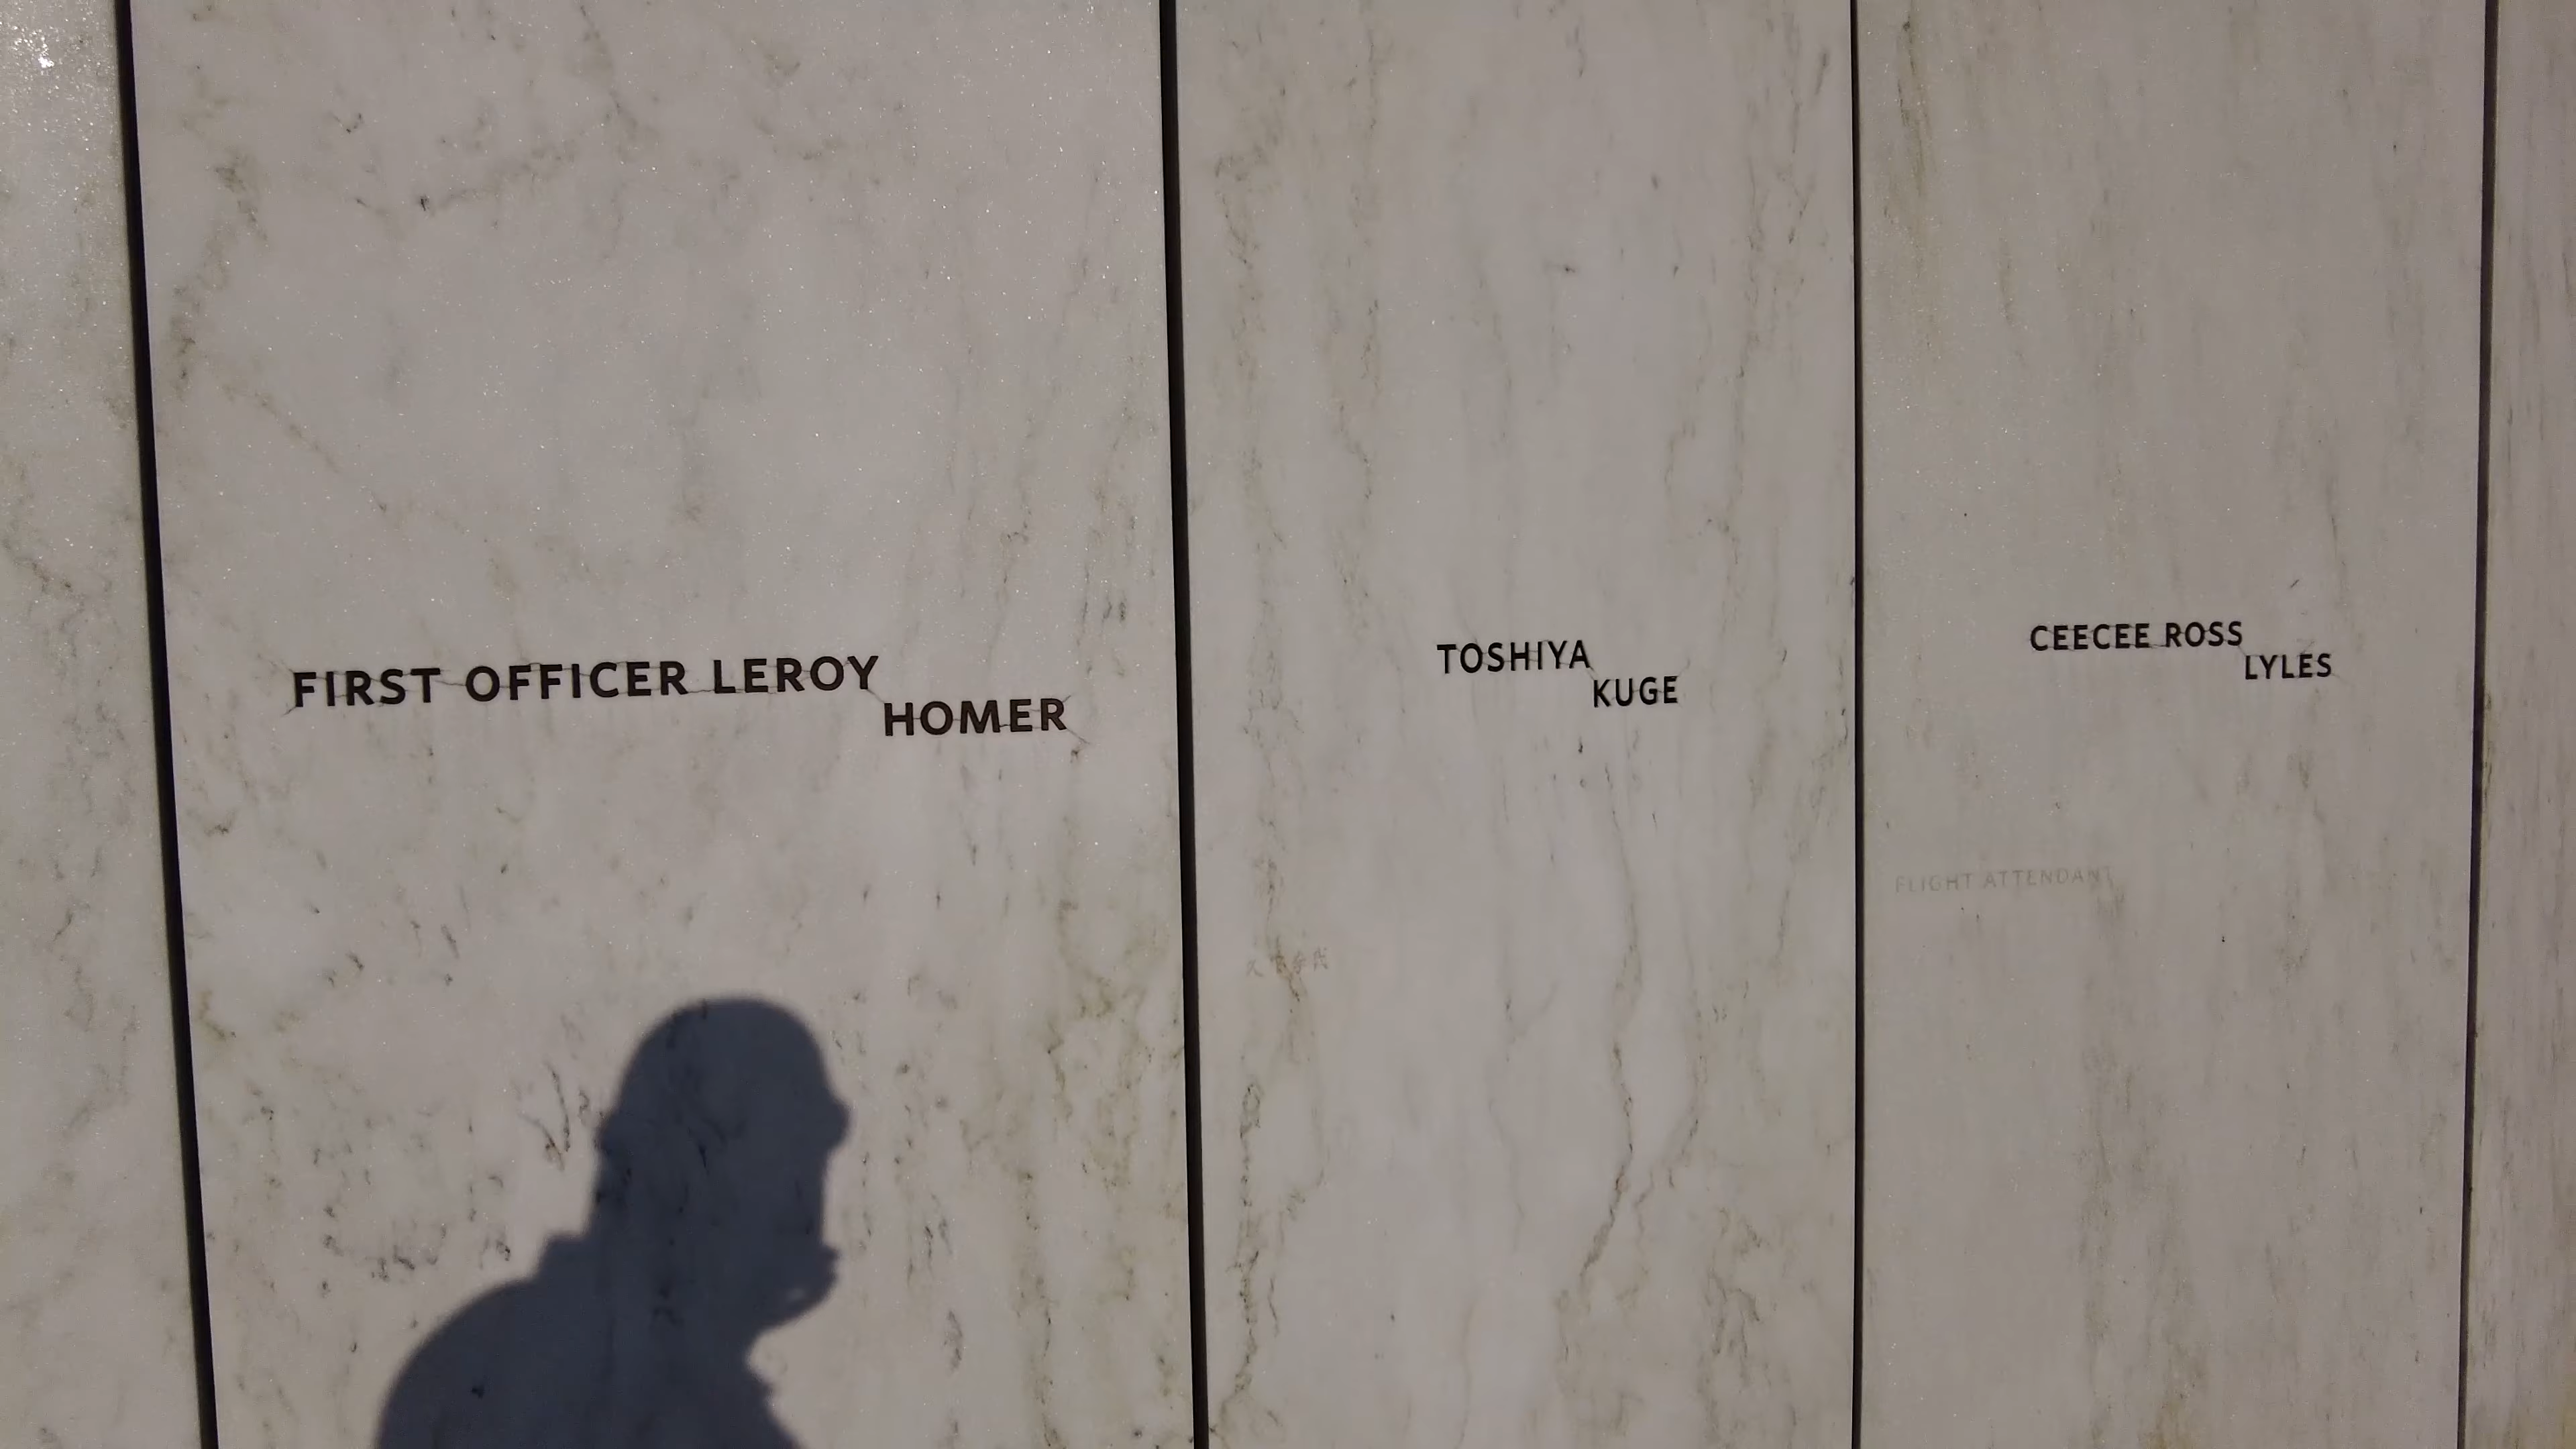 FIRST OFFICER LEROY
HOMER
TOSHIYA
KUGE
CEECEE ROSS
LYLES
FLIGHT ATTENDANT